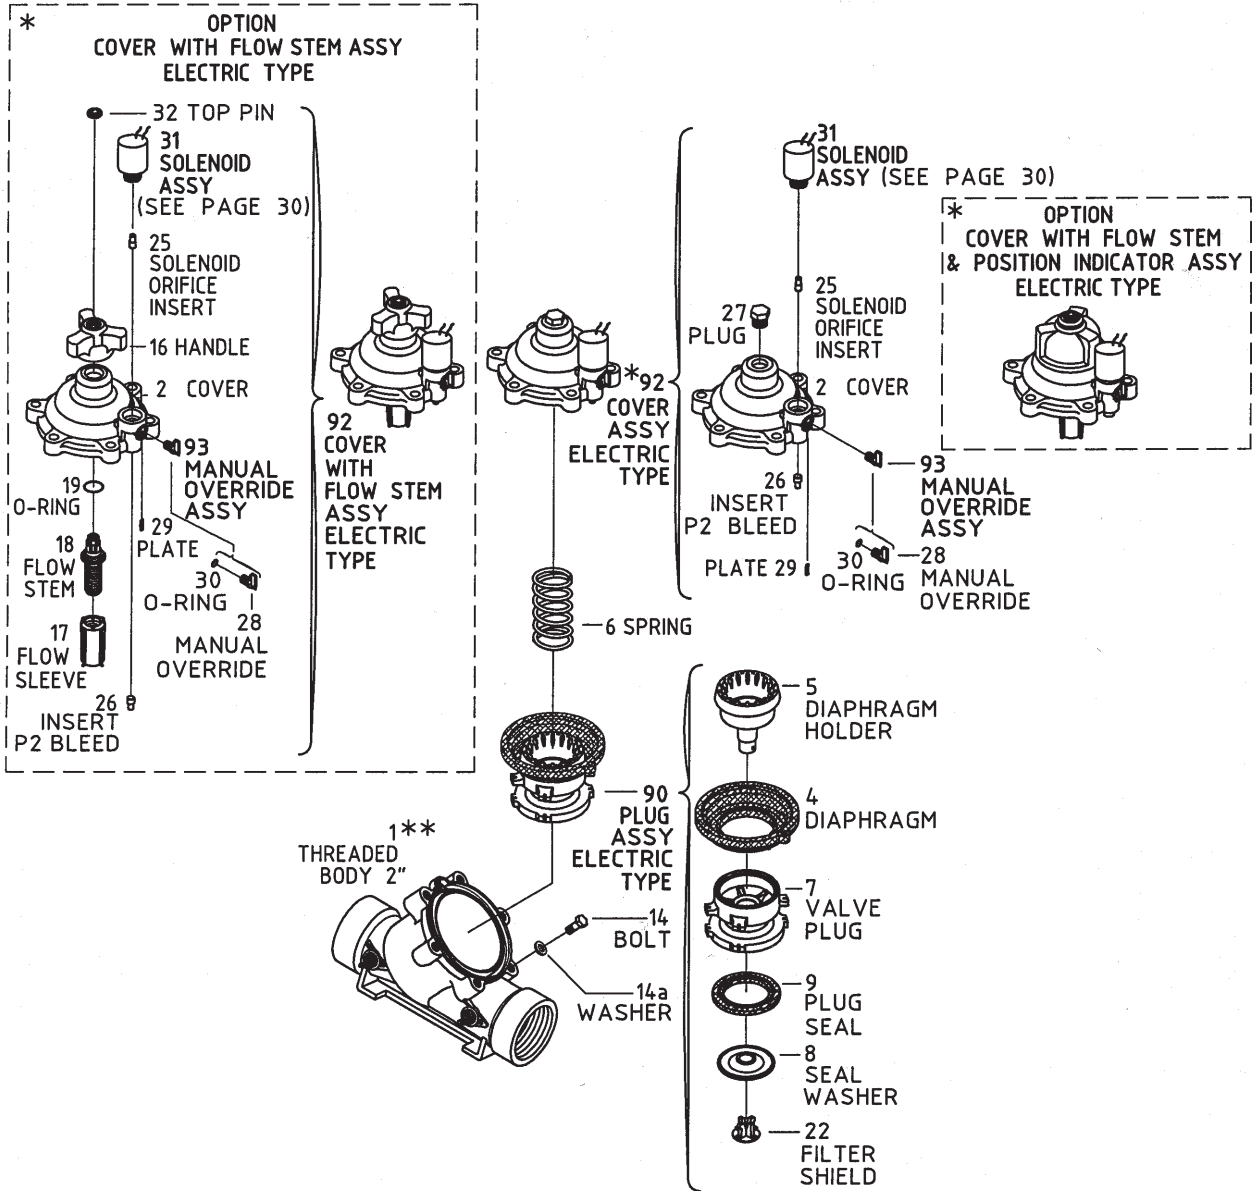 *
OPTION
COVER WITH FLOW STEM ASSY
ELECTRIC TYPE
32 TOP PIN
31
SOLENOID
ASSY
(SEE PAGE 30)
25
SOLENOID
ORIFICE
INSERT
16 HANDLE
2 COVER
93
MANUAL
OVERRIDE
ASSY
19
O-RING
29
PLATE
18
FLOW
STEM
30
O-RING
28
MANUAL
OVERRIDE
17
FLOW
SLEEVE
26
INSERT
P2 BLEED
92
COVER
WITH
FLOW STEM
ASSY
ELECTRIC
TYPE
31
SOLENOID
ASSY (SEE PAGE 30)
25
SOLENOID
ORIFICE
INSERT
27
PLUG
2 COVER
*92
COVER
ASSY
ELECTRIC
TYPE
93
MANUAL
OVERRIDE
ASSY
26
INSERT
P2 BLEED
PLATE 29
30
O-RING
28
MANUAL
OVERRIDE
*
OPTION
COVER WITH FLOW STEM
& POSITION INDICATOR ASSY
ELECTRIC TYPE
6 SPRING
90
PLUG
ASSY
ELECTRIC
TYPE
5
DIAPHRAGM
HOLDER
4
DIAPHRAGM
7
VALVE
PLUG
9
PLUG
SEAL
8
SEAL
WASHER
22
FILTER
SHIELD
1**
THREADED
BODY 2"
14
BOLT
14a
WASHER